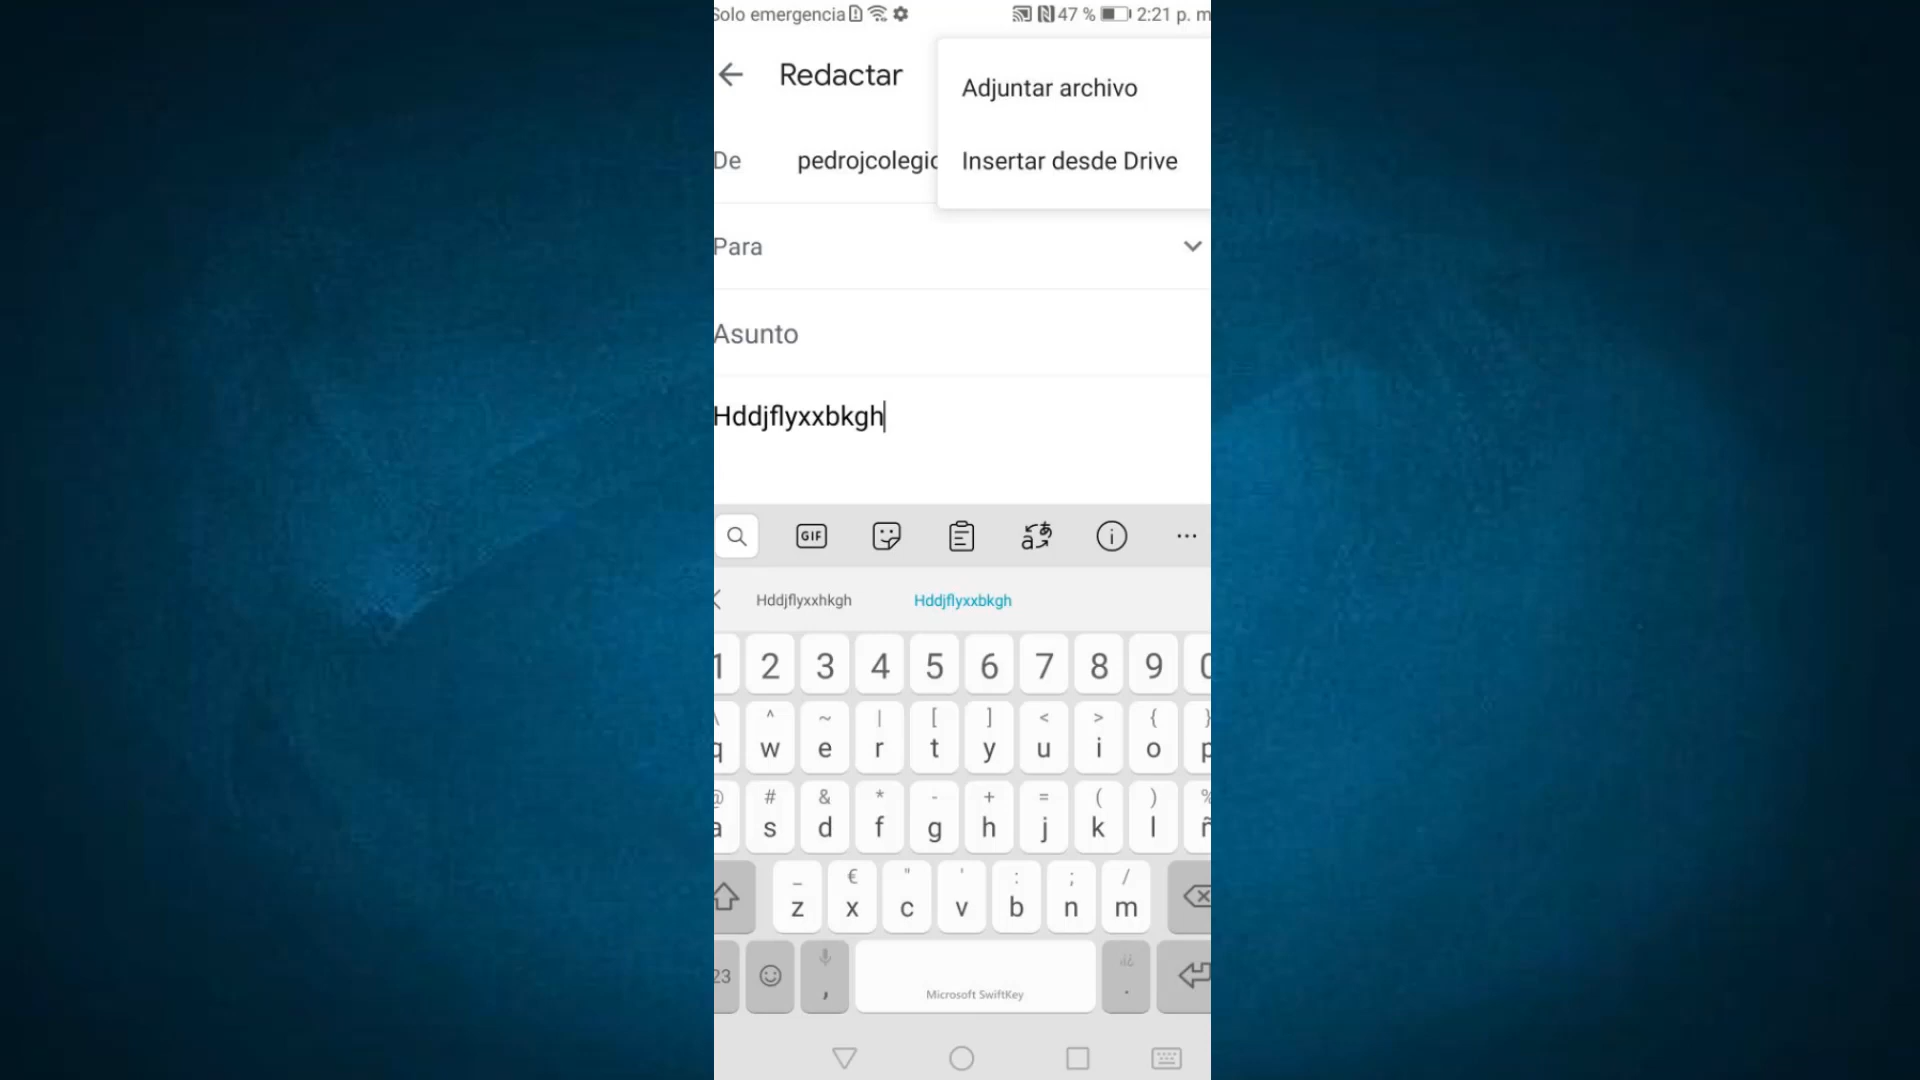 Solo emergencia 47 % 2:21 p. m
Redactar
Adjuntar archivo
De pedrojcolegio
Insertar desde Drive
Para
Asunto
Hddjflyxxbkgh
GIF
Hddjflyxxhkgh Hddjflyxxbkgh
1 2 3 4 5 6 7 8 9 0
\ ^ ~ | [ ] < > { }
q w e r t y u i o p
@ # & * - + = ( ) %
a s d f g h j k l ñ
_ € " ' : ; /
z x c v b n m
23 , Microsoft SwiftKey .